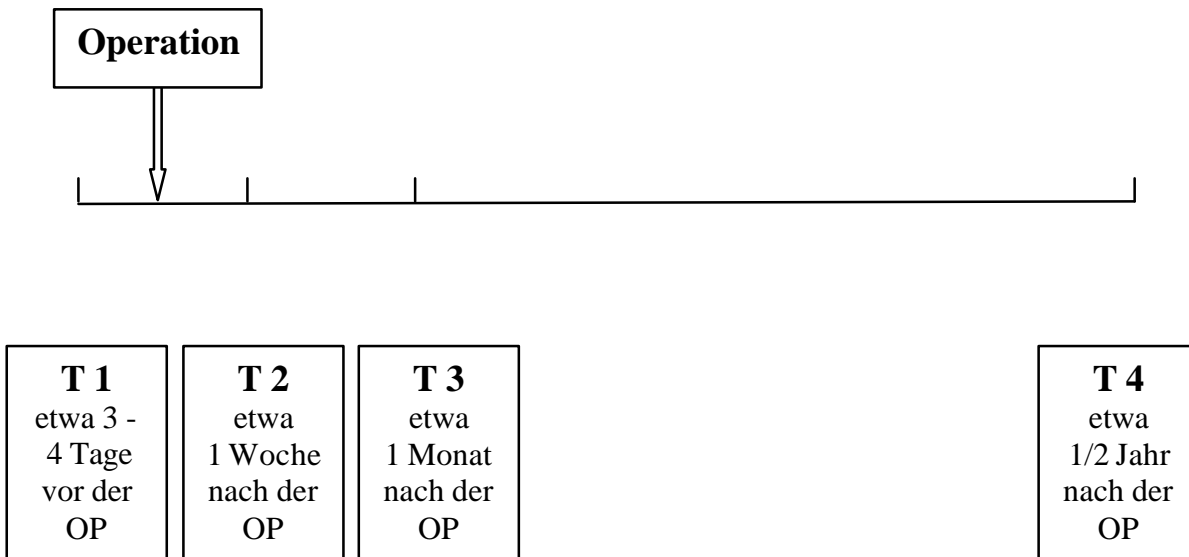 Operation
T 1
etwa 3 -
4 Tage
vor der
OP
T 2
etwa
1 Woche
nach der
OP
T 3
etwa
1 Monat
nach der
OP
T 4
etwa
1/2 Jahr
nach der
OP